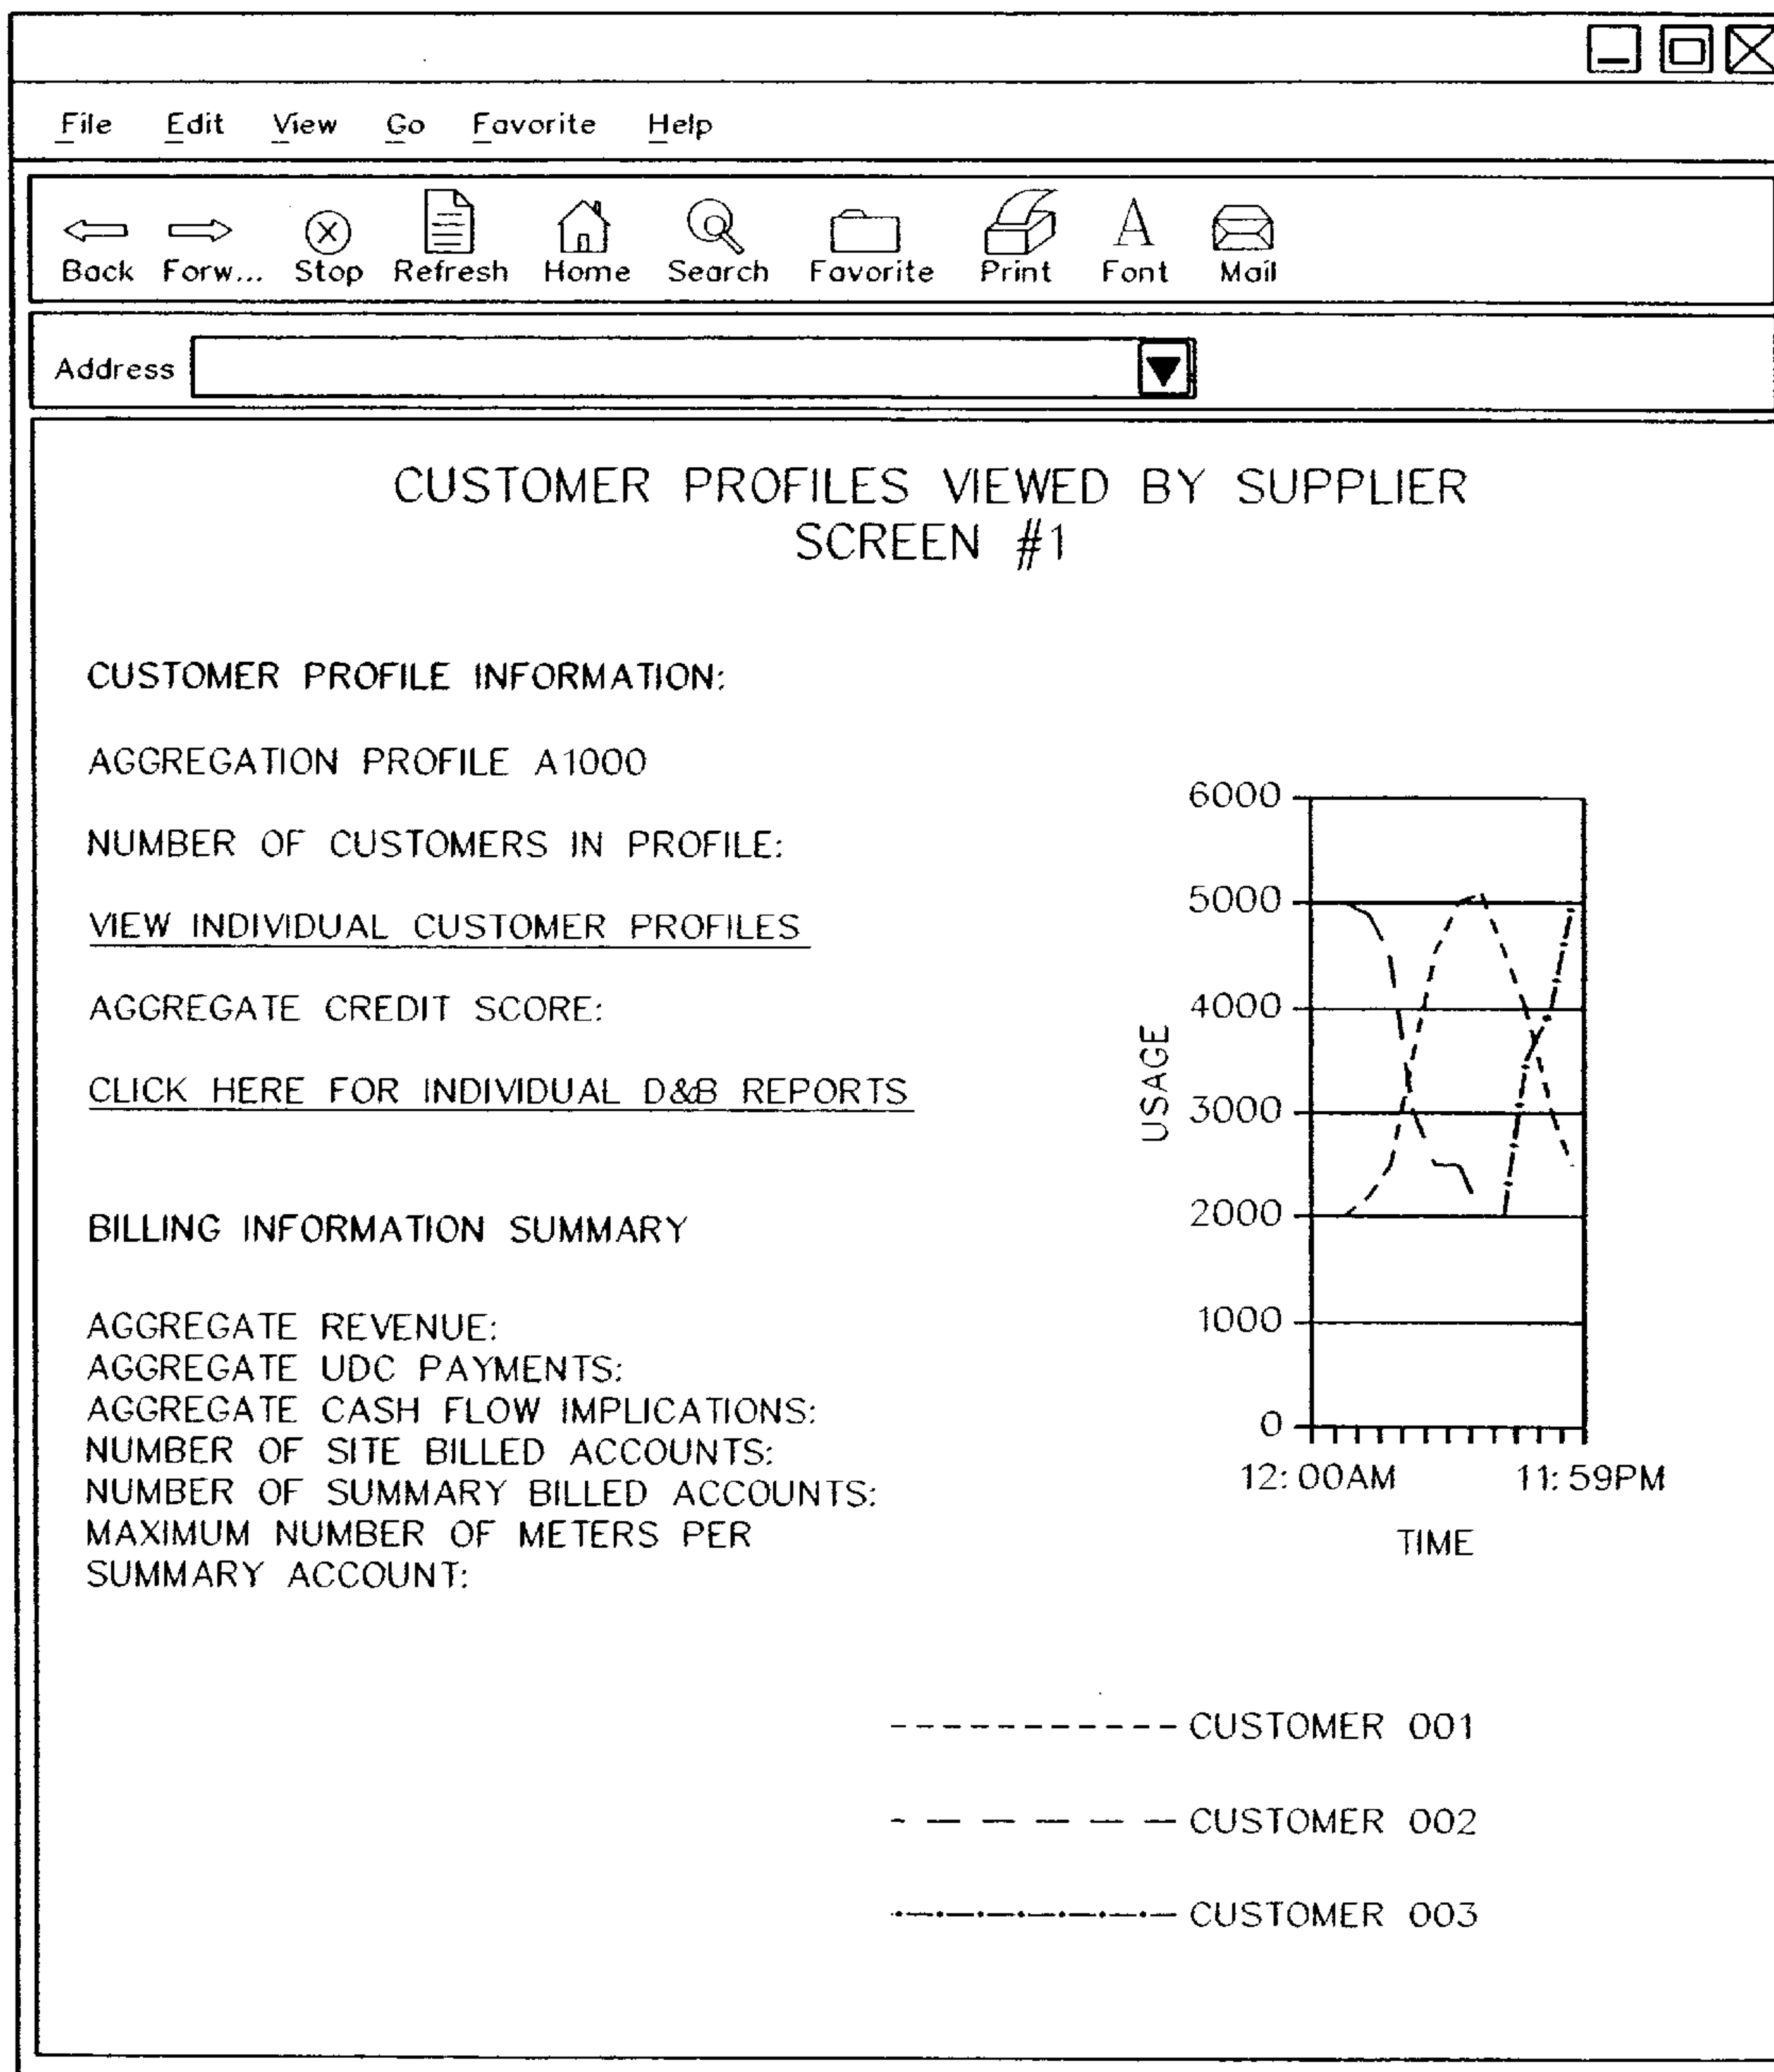 File Edit View Go Favorite Help
Back Forw... Stop Refresh Home Search Favorite Print Font Mail
Address
CUSTOMER PROFILES VIEWED BY SUPPLIER
SCREEN #1
CUSTOMER PROFILE INFORMATION:
AGGREGATION PROFILE A1000
NUMBER OF CUSTOMERS IN PROFILE:
VIEW INDIVIDUAL CUSTOMER PROFILES
AGGREGATE CREDIT SCORE:
CLICK HERE FOR INDIVIDUAL D&B REPORTS
BILLING INFORMATION SUMMARY
AGGREGATE REVENUE:
AGGREGATE UDC PAYMENTS:
AGGREGATE CASH FLOW IMPLICATIONS:
NUMBER OF SITE BILLED ACCOUNTS:
NUMBER OF SUMMARY BILLED ACCOUNTS:
MAXIMUM NUMBER OF METERS PER
SUMMARY ACCOUNT:
6000
5000
4000
3000
2000
1000
0
USAGE
12:00AM 11:59PM
TIME
CUSTOMER 001
CUSTOMER 002
CUSTOMER 003